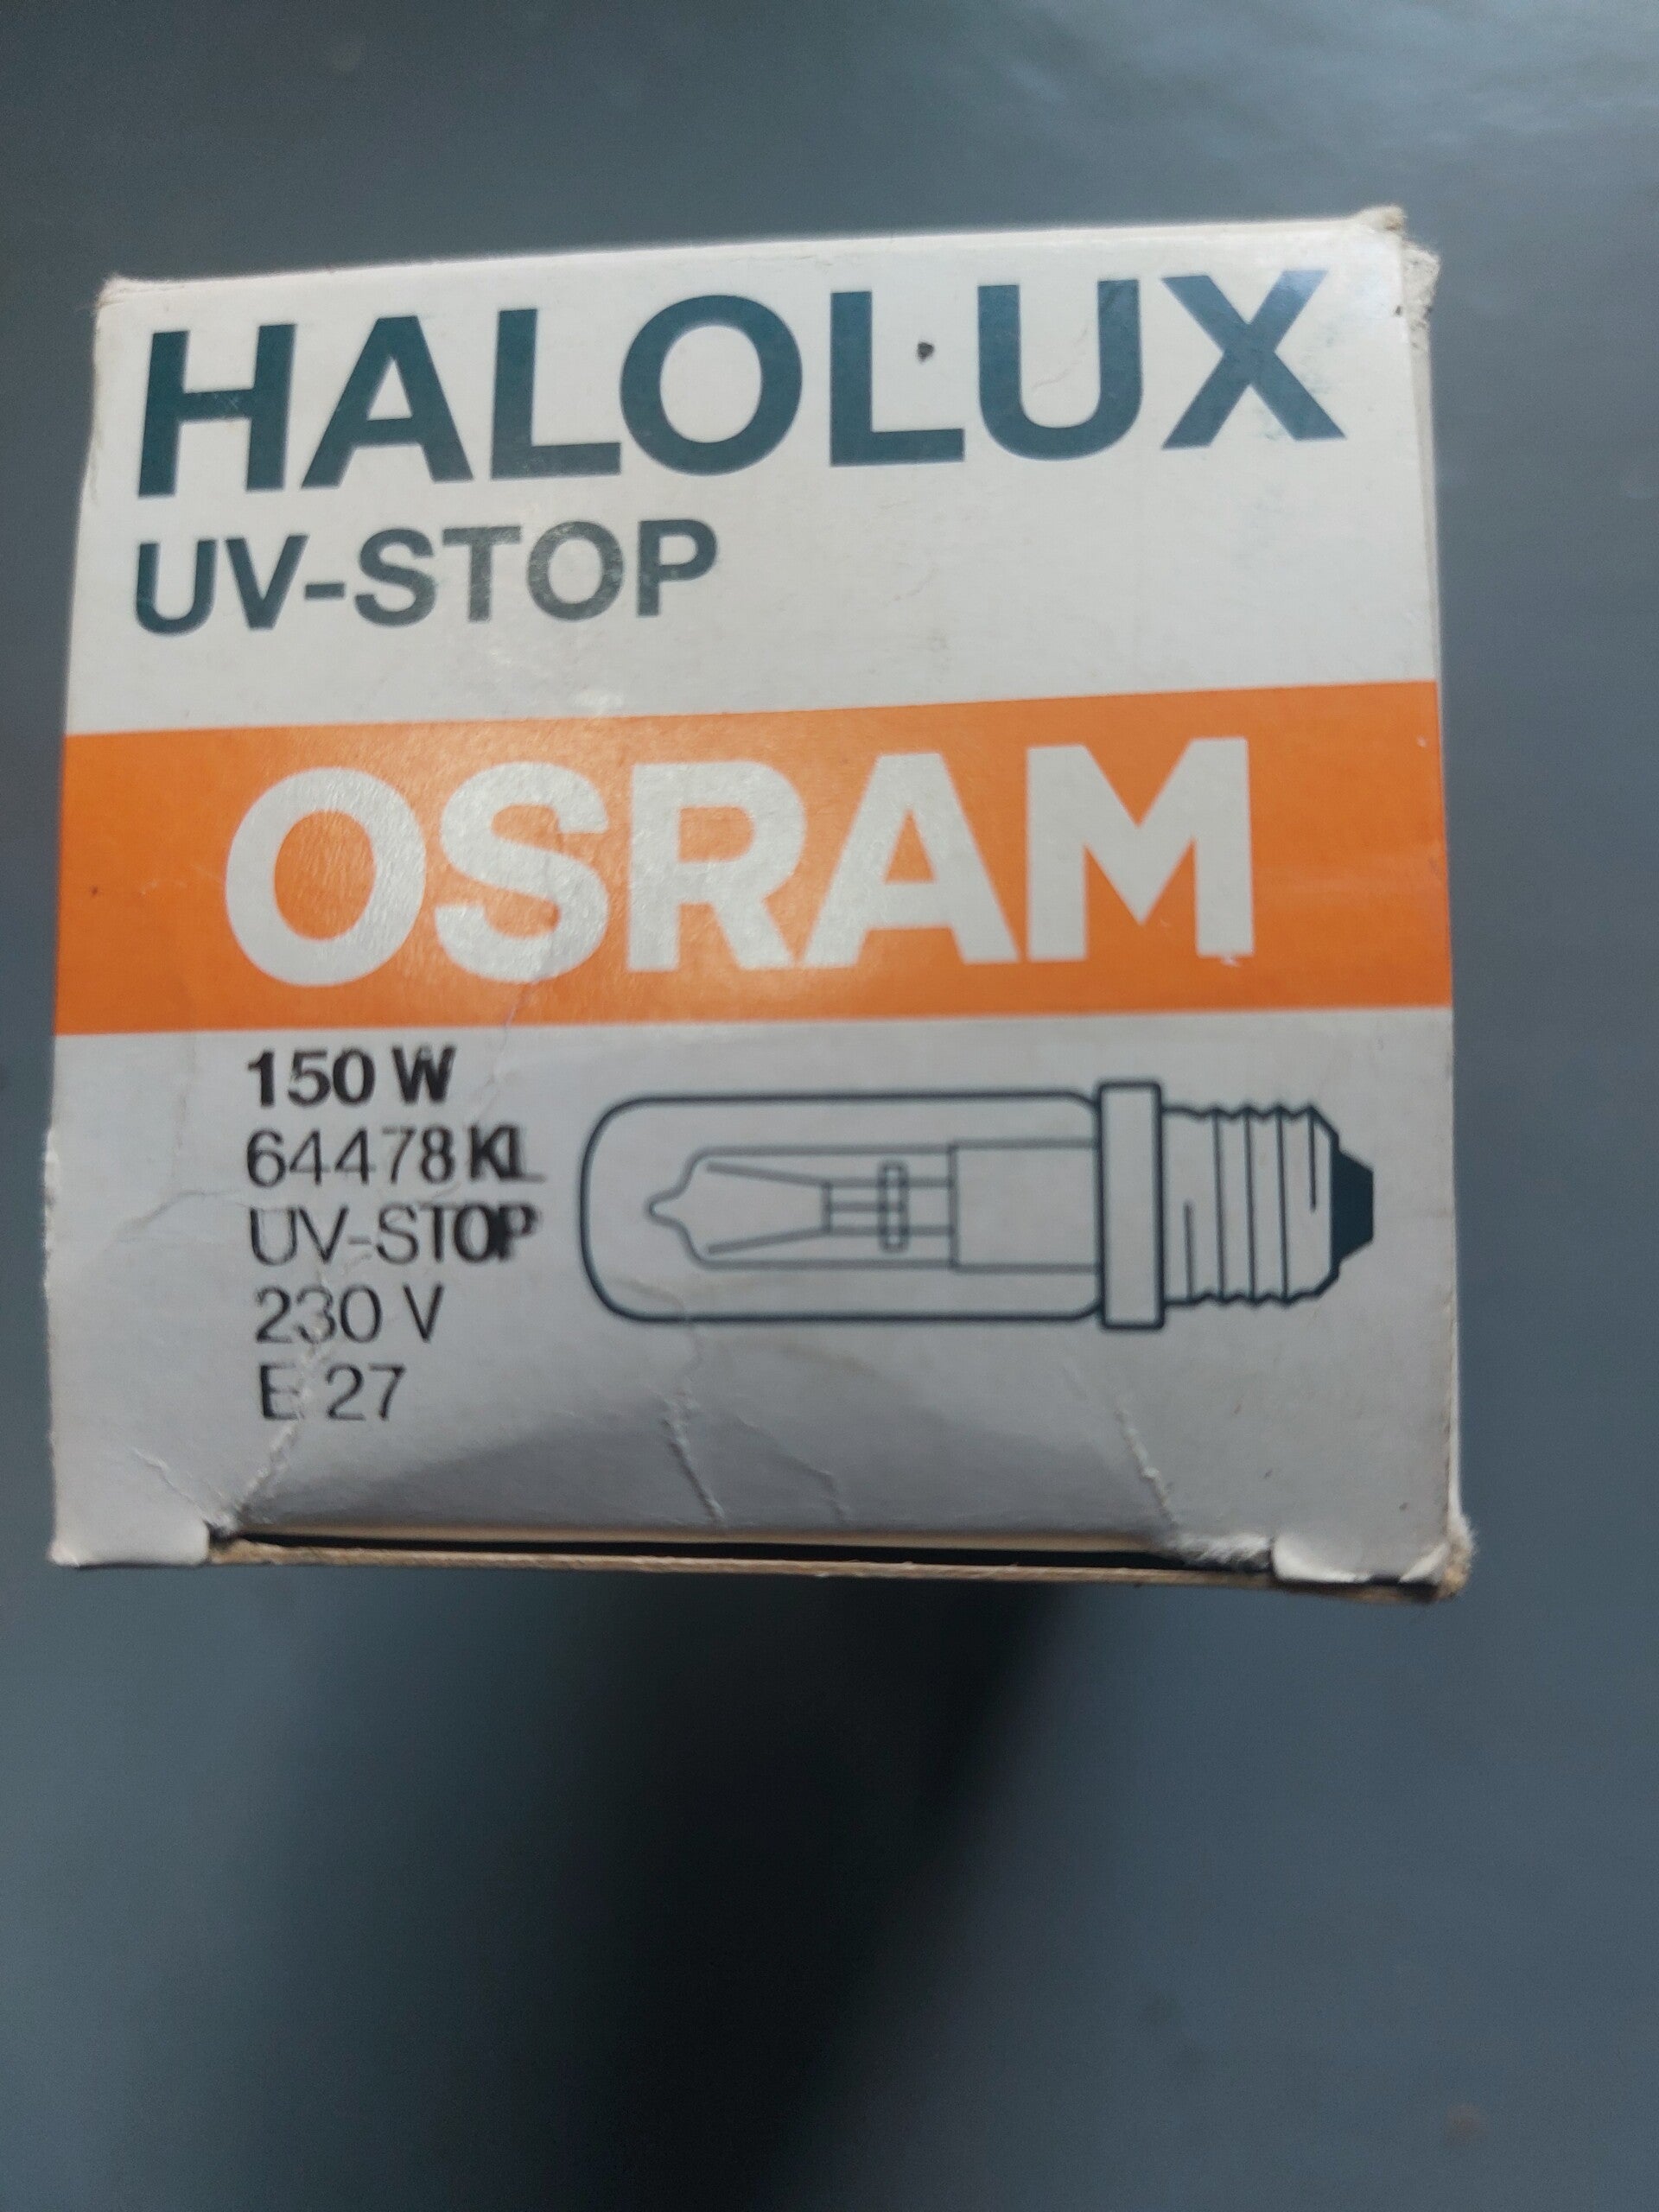 HALOLUX
UV-STOP
OSRAM
150 W
64478 KL
UV-STOP
230 V
E 27